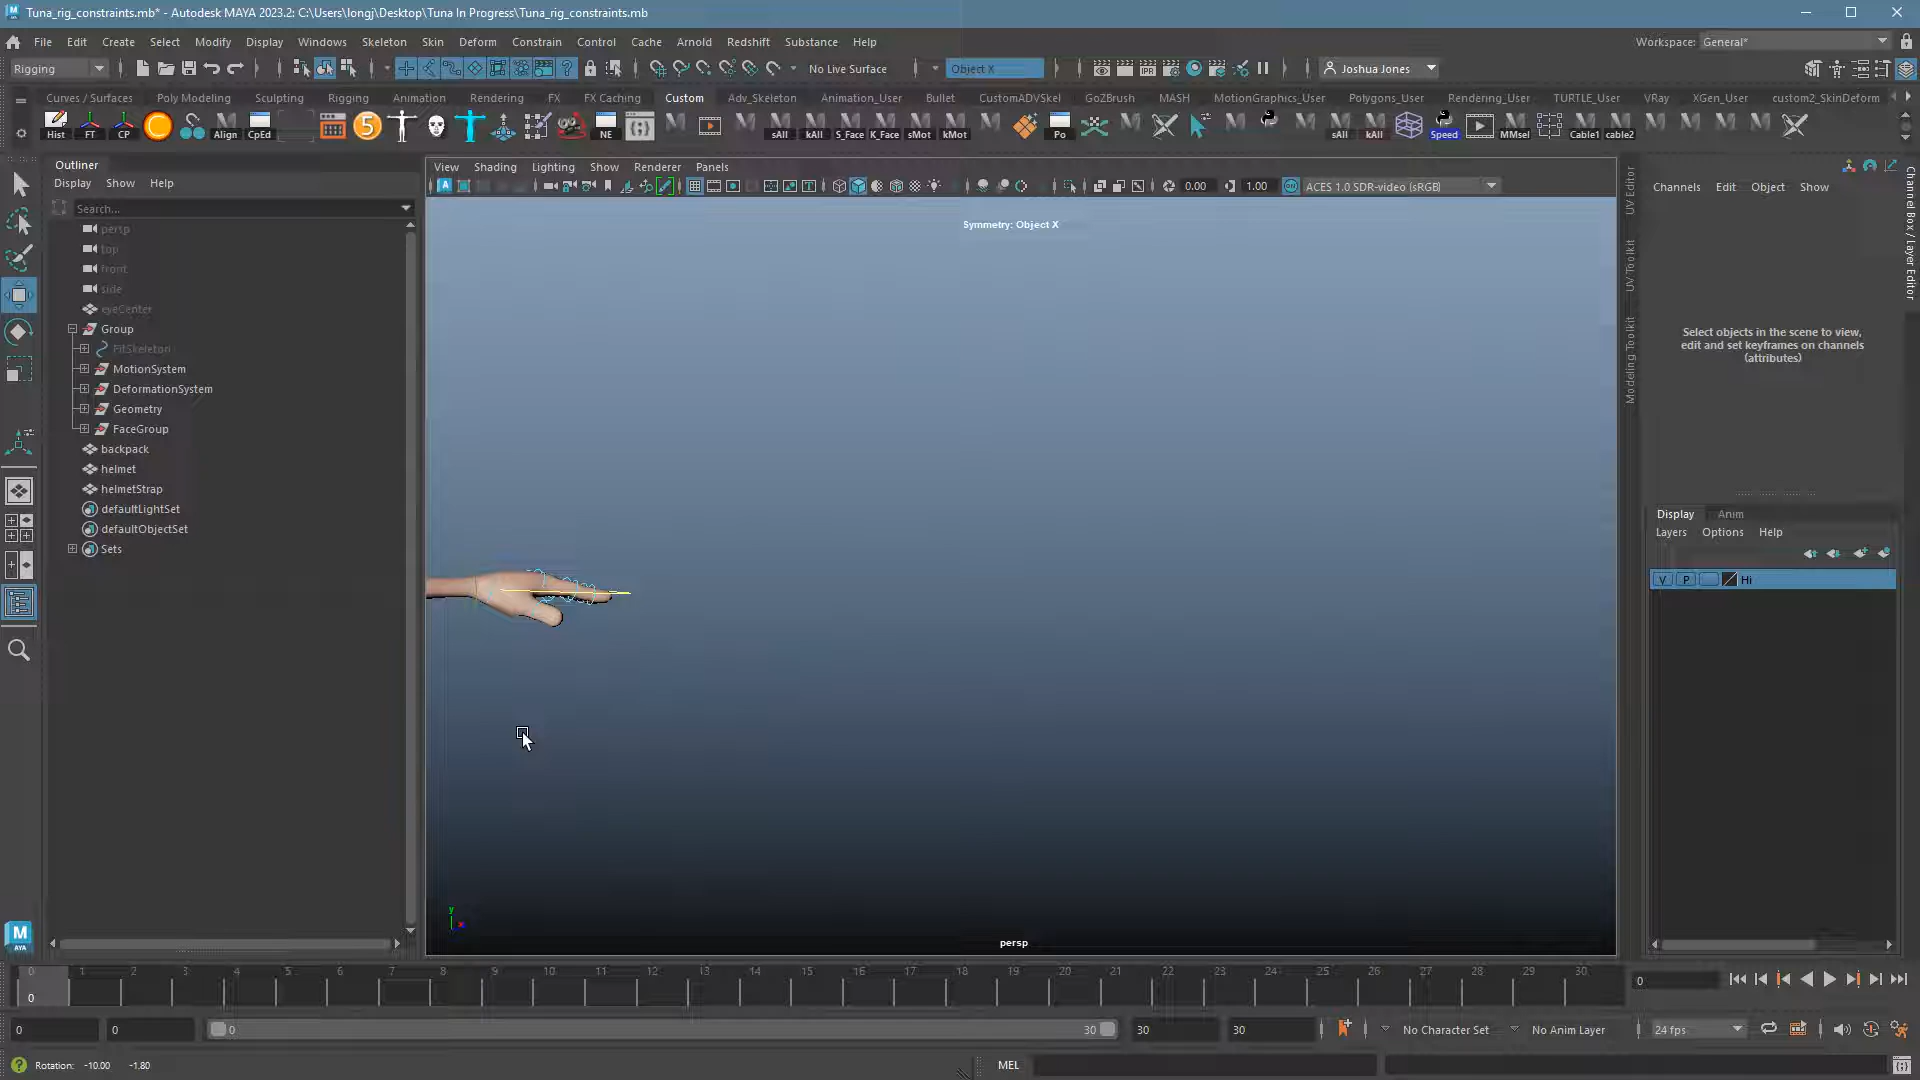 Tuna_rig_constraints.mb* - Autodesk MAYA 2023.2: C:\Users\longj\Desktop\Tuna In Progress\Tuna_rig_constraints.mb
File Edit Create Select Modify Display Windows Skeleton Skin Deform Constrain Control Cache Arnold Redshift Substance Help
Workspace: General*
Rigging
No Live Surface
Object X
Joshua Jones
Curves / Surfaces Poly Modeling Sculpting Rigging Animation Rendering FX FX Caching Custom Adv_Skeleton Animation_User Bullet CustomADVSkel GoZBrush MASH MotionGraphics_User Polygons_User Rendering_User TURTLE_User VRay XGen_User custom2_SkinDeform
Hist FT CP Align CpEd NE sAll kAll S_Face K_Face sMot kMot Po sAll kAll Speed MMsel Cable1 cable2
Outliner
Display Show Help
Search...
persp
top
front
side
eyeCenter
Group
FitSkeleton
MotionSystem
DeformationSystem
Geometry
FaceGroup
backpack
helmet
helmetStrap
defaultLightSet
defaultObjectSet
Sets
View Shading Lighting Show Renderer Panels
0.00 1.00 ACES 1.0 SDR-video (sRGB)
Symmetry: Object X
y
x
persp
UV Editor
UV Toolkit
Modeling Toolkit
Channels Edit Object Show
Channel Box / Layer Editor
Select objects in the scene to view,
edit and set keyframes on channels
(attributes)
Display Anim
Layers Options Help
V P Hi
M
AYA
0 1 2 3 4 5 6 7 8 9 10 11 12 13 14 15 16 17 18 19 20 21 22 23 24 25 26 27 28 29 30
0
0
0 0 0 30 30 30 No Character Set No Anim Layer 24 fps
Rotation: -10.00 -1.80
MEL